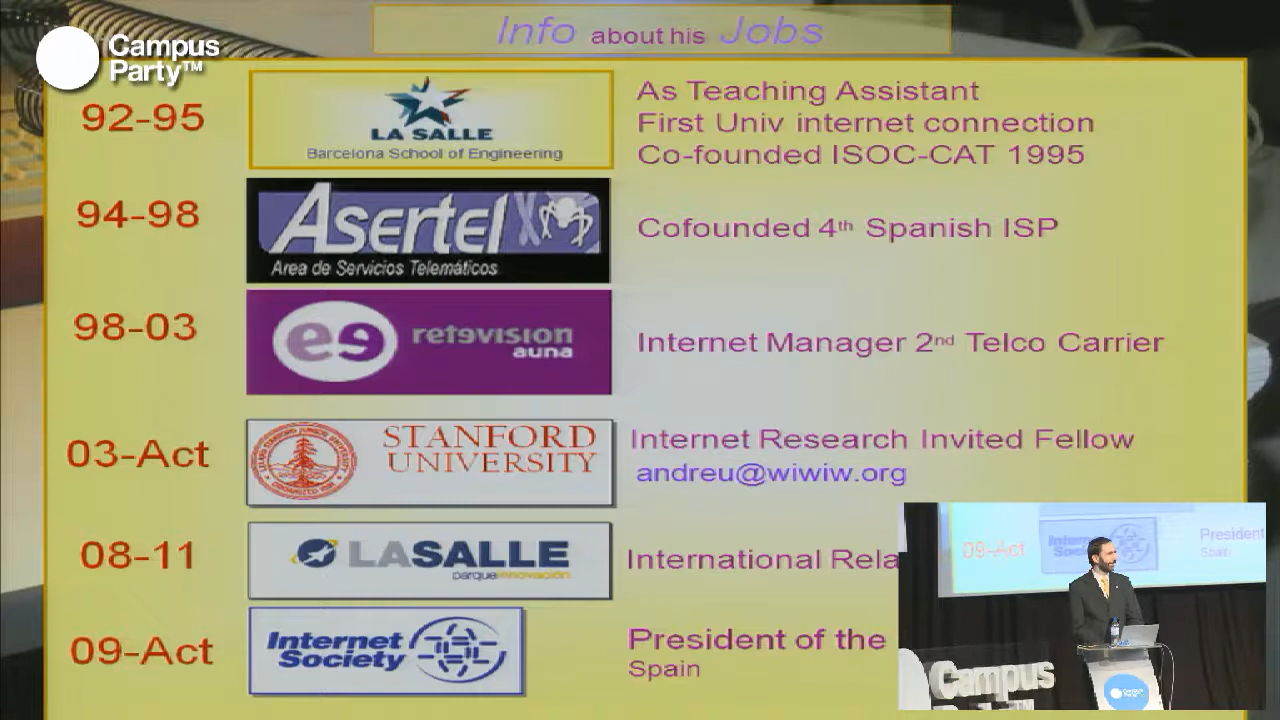 Campus
Party™
Info about his Jobs
92-95
LA SALLE
Barcelona School of Engineering
As Teaching Assistant
First Univ internet connection
Co-founded ISOC-CAT 1995
94-98
Asertel
Area de Servicios Telemáticos
Cofounded 4th Spanish ISP
98-03
retevision
auna
Internet Manager 2nd Telco Carrier
03-Act
STANFORD
UNIVERSITY
Internet Research Invited Fellow
andreu@wiwiw.org
08-11
LASALLE
parqueinnovación
International Rela
09-Act
Internet
Society
President of the
Spain
09-Act
Internet
Society
President
Spain
Campus